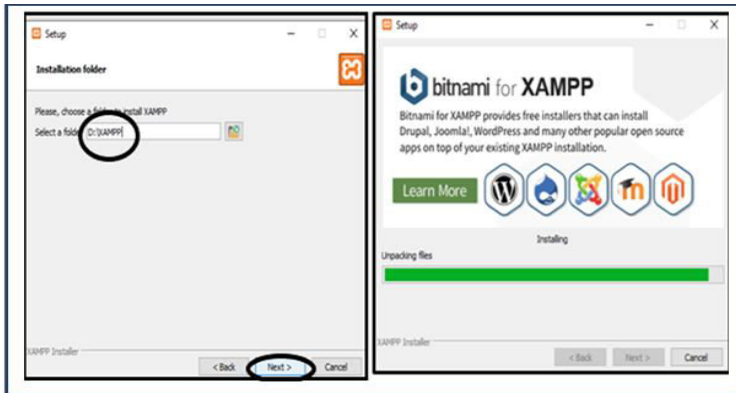 Setup
Installation folder
Please, choose a folder to install XAMPP
Select a folder D:\XAMPP
XAMPP Installer
< Back Next > Cancel
Setup
bitnami for XAMPP
Bitnami for XAMPP provides free installers that can install
Drupal, Joomla!, WordPress and many other popular open source
apps on top of your existing XAMPP installation.
Learn More
Installing
Unpacking files
XAMPP Installer
< Back Next > Cancel